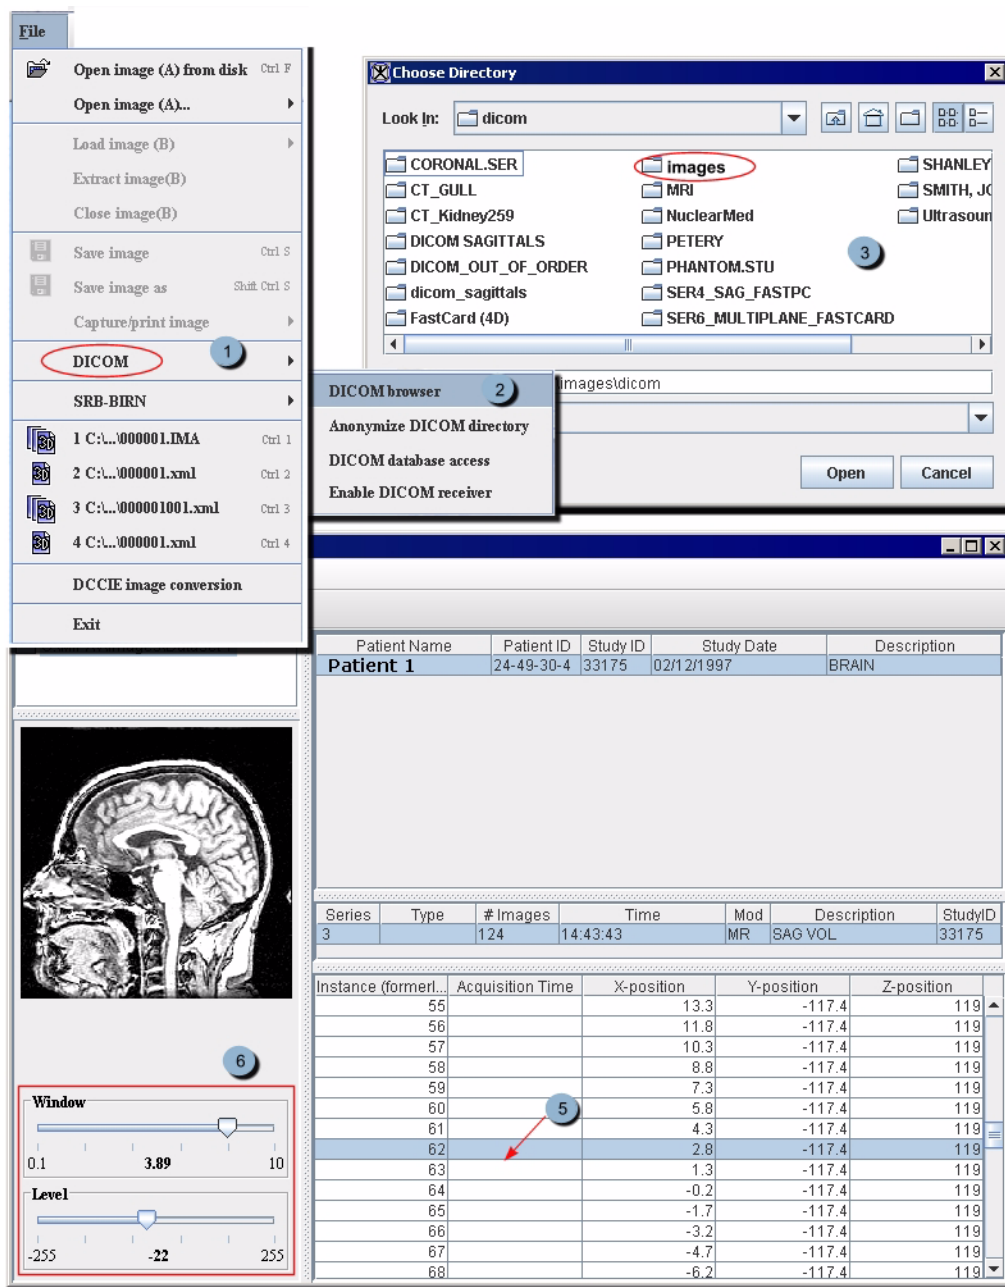 File
Open image (A) from disk Ctrl F
Open image (A)...
Load image (B)
Extract image(B)
Close image(B)
Save image Ctrl S
Save image as Shift Ctrl S
Capture/print image
DICOM
1
SRB-BIRN
1 C:\...\000001.IMA Ctrl 1
2 C:\...\000001.xml Ctrl 2
3 C:\...\000001001.xml Ctrl 3
4 C:\...\000001.xml Ctrl 4
DCCIE image conversion
Exit
DICOM browser
2
Anonymize DICOM directory
DICOM database access
Enable DICOM receiver
Choose Directory
Look In: dicom
CORONAL.SER images SHANLEY
CT_GULL MRI SMITH, JO
CT_Kidney259 NuclearMed Ultrasoun
DICOM SAGITTALS PETERY
3
DICOM_OUT_OF_ORDER PHANTOM.STU
dicom_sagittals SER4_SAG_FASTPC
FastCard (4D) SER6_MULTIPLANE_FASTCARD
images\dicom
Open Cancel
Patient Name Patient ID Study ID Study Date Description
Patient 1 24-49-30-4 33175 02/12/1997 BRAIN
Series Type # Images Time Mod Description StudyID
3 124 14:43:43 MR SAG VOL 33175
Instance (formerl... Acquisition Time X-position Y-position Z-position
55 13.3 -117.4 119
56 11.8 -117.4 119
57 10.3 -117.4 119
58 8.8 -117.4 119
59 7.3 -117.4 119
60 5.8 -117.4 119
5
61 4.3 -117.4 119
62 2.8 -117.4 119
63 1.3 -117.4 119
64 -0.2 -117.4 119
65 -1.7 -117.4 119
66 -3.2 -117.4 119
67 -4.7 -117.4 119
68 -6.2 -117.4 119
6
Window
0.1 3.89 10
Level
-255 -22 255